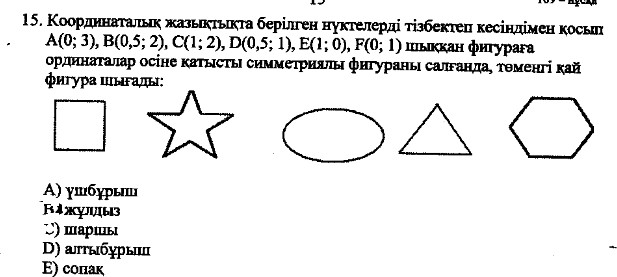 15. Координаталық жазықтықта берілген нүктелерді тізбектеп кесіндімен қосып
A(0; 3), B(0,5; 2), C(1; 2), D(0,5; 1), E(1; 0), F(0; 1) шыққан фигураға
ординаталар осіне қатысты симметриялы фигураны салғанда, төменгі қай
фигура шығады:
A) үшбұрыш
B) жұлдыз
C) шаршы
D) алтыбұрыш
E) сопақ